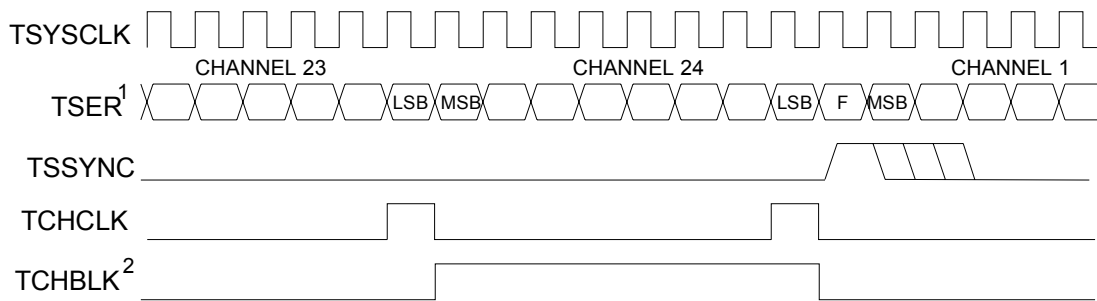 TSYSCLK
CHANNEL 23 CHANNEL 24 CHANNEL 1
TSER1 LSB MSB LSB F MSB
TSSYNC
TCHCLK
TCHBLK2